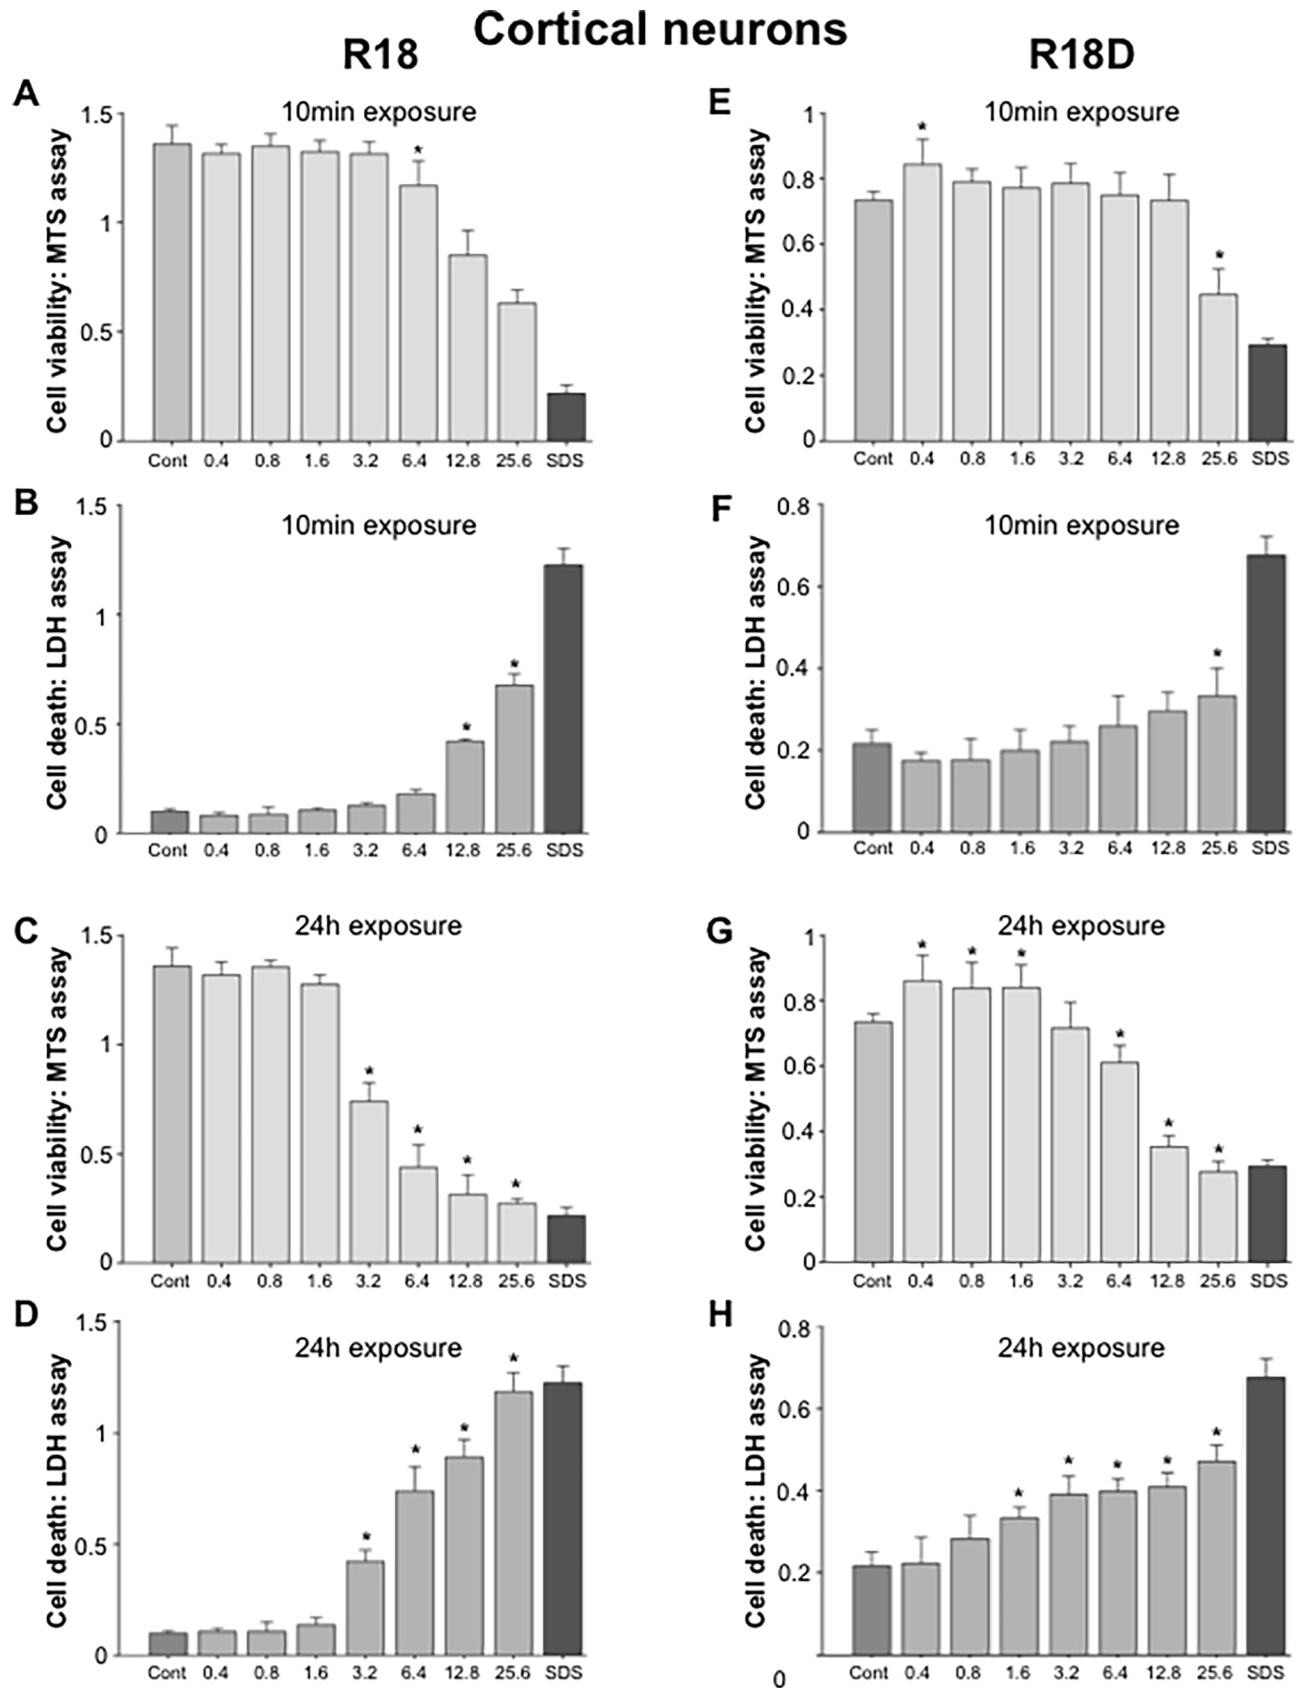 Cortical neurons
R18
R18D
A
10min exposure
Cell viability: MTS assay
1.5
1
0.5
0
*
Cont 0.4 0.8 1.6 3.2 6.4 12.8 25.6 SDS
B
10min exposure
Cell death: LDH assay
1.5
1
0.5
0
* *
Cont 0.4 0.8 1.6 3.2 6.4 12.8 25.6 SDS
C
24h exposure
Cell viability: MTS assay
1.5
1
0.5
0
* * * *
Cont 0.4 0.8 1.6 3.2 6.4 12.8 25.6 SDS
D
24h exposure
Cell death: LDH assay
1.5
1
0.5
0
* * * *
Cont 0.4 0.8 1.6 3.2 6.4 12.8 25.6 SDS
E
10min exposure
Cell viability: MTS assay
1
0.8
0.6
0.4
0.2
0
* *
Cont 0.4 0.8 1.6 3.2 6.4 12.8 25.6 SDS
F
10min exposure
Cell death: LDH assay
0.8
0.6
0.4
0.2
0
*
Cont 0.4 0.8 1.6 3.2 6.4 12.8 25.6 SDS
G
24h exposure
Cell viability: MTS assay
1
0.8
0.6
0.4
0.2
0
* * * * * *
Cont 0.4 0.8 1.6 3.2 6.4 12.8 25.6 SDS
H
24h exposure
Cell death: LDH assay
0.8
0.6
0.4
0.2
0
* * * * *
Cont 0.4 0.8 1.6 3.2 6.4 12.8 25.6 SDS